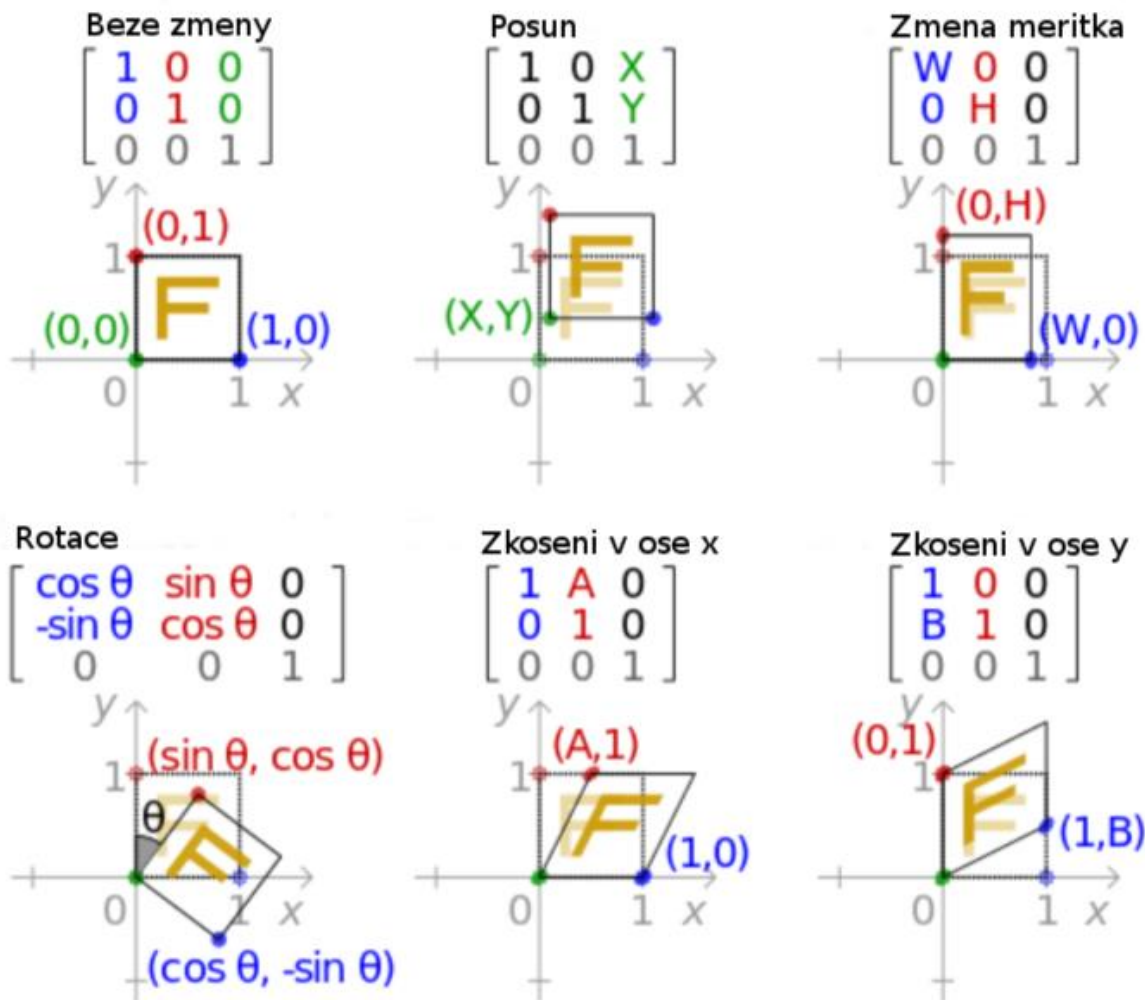 Beze zmeny
1 0 0
0 1 0
0 0 1
y
(0,1)
1
F
(0,0)
(1,0)
0 1 x
Posun
1 0 X
0 1 Y
0 0 1
F
F
1
(X,Y)
0 1 x
Zmena meritka
W 0 0
0 H 0
0 0 1
y
(0,H)
1
F
F
(W,0)
0 1 x
Rotace
cos θ sin θ 0
-sin θ cos θ 0
0 0 1
y
(sin θ, cos θ)
1
θ
F
F
0 1 x
(cos θ, -sin θ)
Zkoseni v ose x
1 A 0
0 1 0
0 0 1
y
(A,1)
1
F
F
(1,0)
0 1 x
Zkoseni v ose y
1 0 0
B 1 0
0 0 1
y
(0,1)
1
F
F
(1,B)
0 1 x